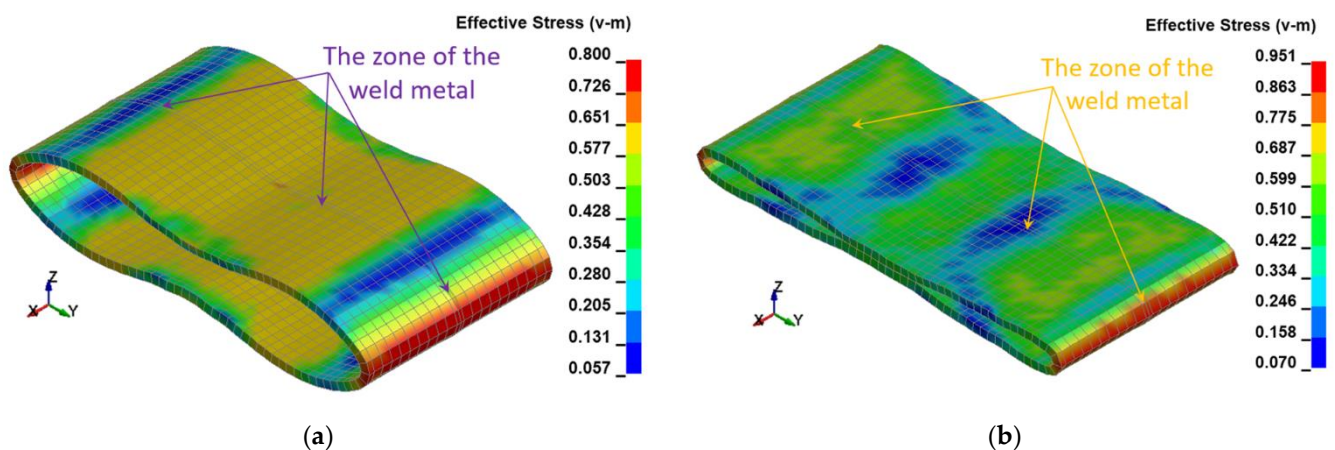 Effective Stress (v-m)
0.800
0.726
0.651
0.577
0.503
0.428
0.354
0.280
0.205
0.131
0.057
The zone of the
weld metal
Z
X
Y
(a)
Effective Stress (v-m)
0.951
0.863
0.775
0.687
0.599
0.510
0.422
0.334
0.246
0.158
0.070
The zone of the
weld metal
Z
X
Y
(b)